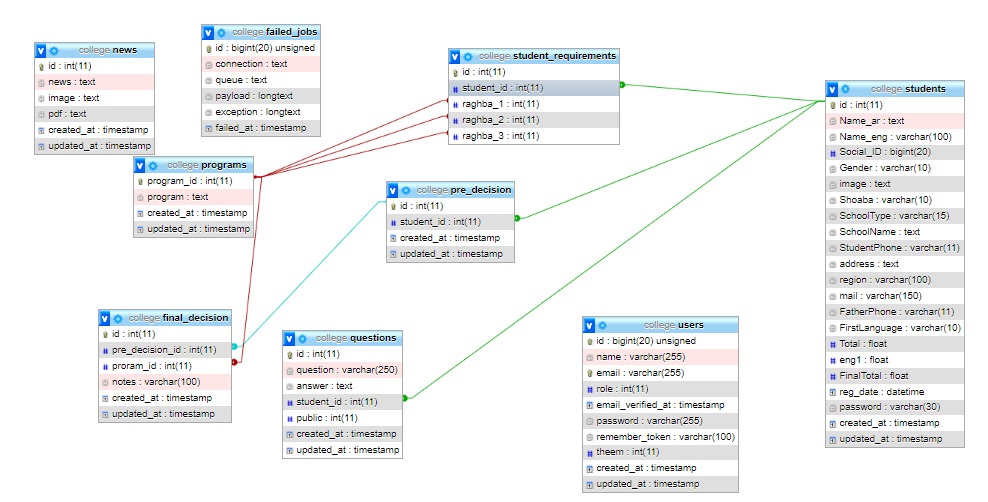 college news
id : int(11)
news : text
image : text
pdf : text
created_at : timestamp
updated_at : timestamp
college failed_jobs
id : bigint(20) unsigned
connection : text
queue : text
payload : longtext
exception : longtext
failed_at : timestamp
college student_requirements
id : int(11)
student_id : int(11)
raghba_1 : int(11)
raghba_2 : int(11)
raghba_3 : int(11)
college students
id : int(11)
Name_ar : text
Name_eng : varchar(100)
Social_ID : bigint(20)
Gender : varchar(10)
image : text
Shoaba : varchar(10)
SchoolType : varchar(15)
SchoolName : text
StudentPhone : varchar(11)
address : text
region : varchar(100)
mail : varchar(150)
FatherPhone : varchar(11)
FirstLanguage : varchar(10)
Total : float
eng1 : float
FinalTotal : float
reg_date : datetime
password : varchar(30)
created_at : timestamp
updated_at : timestamp
college programs
program_id : int(11)
program : text
created_at : timestamp
updated_at : timestamp
college pre_decision
id : int(11)
student_id : int(11)
created_at : timestamp
updated_at : timestamp
college final_decision
id : int(11)
pre_decision_id : int(11)
proram_id : int(11)
notes : varchar(100)
created_at : timestamp
updated_at : timestamp
college questions
id : int(11)
question : varchar(250)
answer : text
student_id : int(11)
public : int(11)
created_at : timestamp
updated_at : timestamp
college users
id : bigint(20) unsigned
name : varchar(255)
email : varchar(255)
role : int(11)
email_verified_at : timestamp
password : varchar(255)
remember_token : varchar(100)
theem : int(11)
created_at : timestamp
updated_at : timestamp